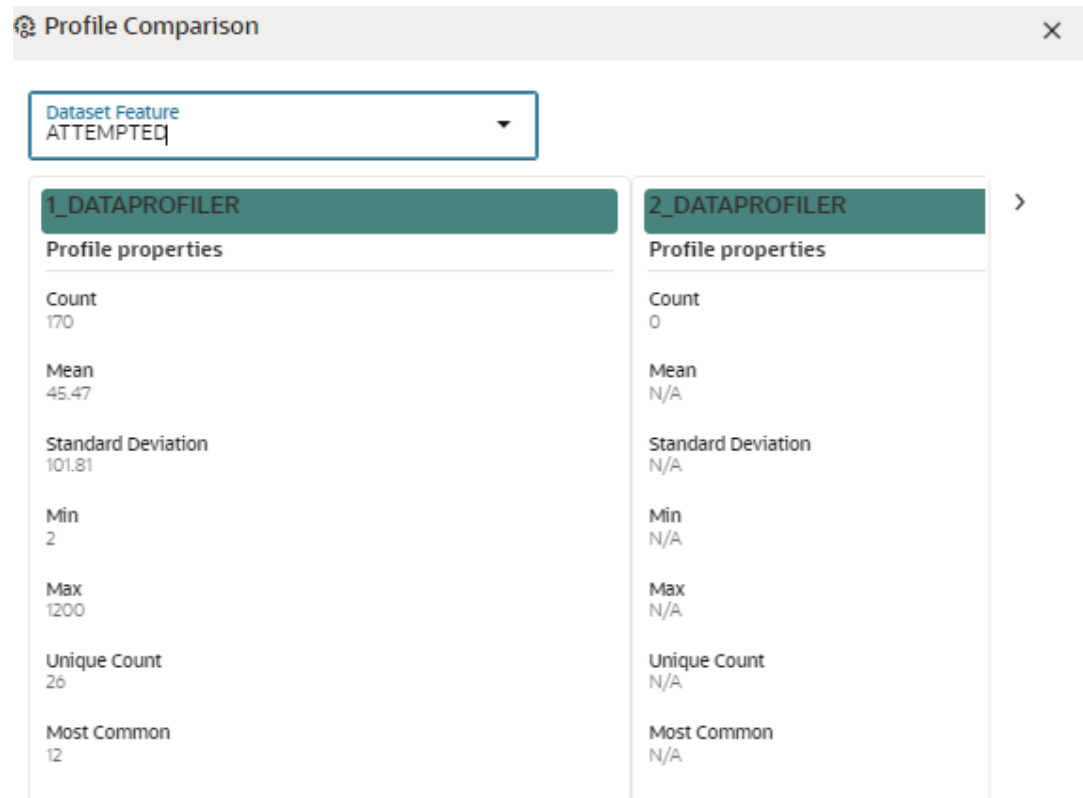 Profile Comparison
Dataset Feature
ATTEMPTED
1_DATAPROFILER
Profile properties
Count
170
Mean
45.47
Standard Deviation
101.81
Min
2
Max
1200
Unique Count
26
Most Common
12
2_DATAPROFILER
Profile properties
Count
0
Mean
N/A
Standard Deviation
N/A
Min
N/A
Max
N/A
Unique Count
N/A
Most Common
N/A